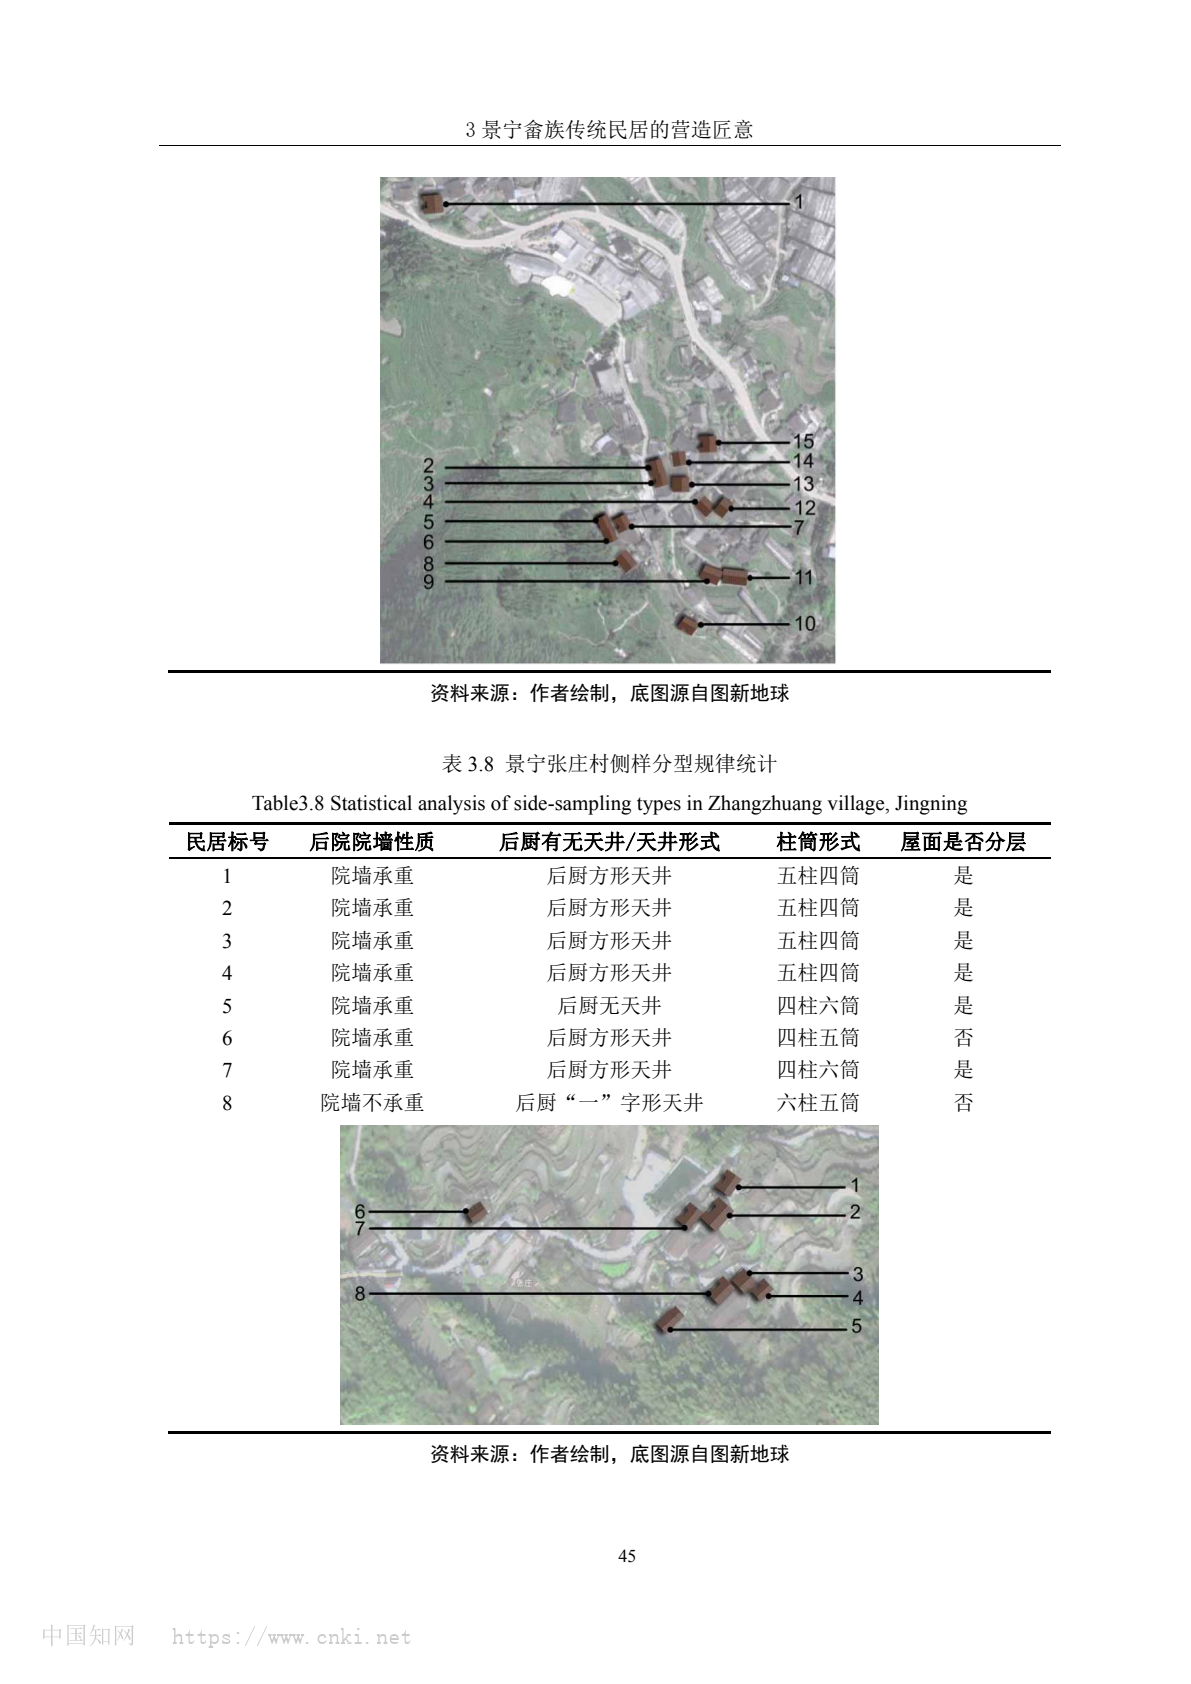 3 景宁畲族传统民居的营造匠意
1
15
14
2
3
13
4
12
5
7
6
8
9
11
10
资料来源：作者绘制，底图源自图新地球
表 3.8 景宁张庄村侧样分型规律统计
Table3.8 Statistical analysis of side-sampling types in Zhangzhuang village, Jingning
民居标号 后院院墙性质 后厨有无天井/天井形式 柱筒形式 屋面是否分层
1 院墙承重 后厨方形天井 五柱四筒 是
2 院墙承重 后厨方形天井 五柱四筒 是
3 院墙承重 后厨方形天井 五柱四筒 是
4 院墙承重 后厨方形天井 五柱四筒 是
5 院墙承重 后厨无天井 四柱六筒 是
6 院墙承重 后厨方形天井 四柱五筒 否
7 院墙承重 后厨方形天井 四柱六筒 是
8 院墙不承重 后厨“一”字形天井 六柱五筒 否
1
6
2
7
3
8
4
5
资料来源：作者绘制，底图源自图新地球
45
中国知网 https://www.cnki.net